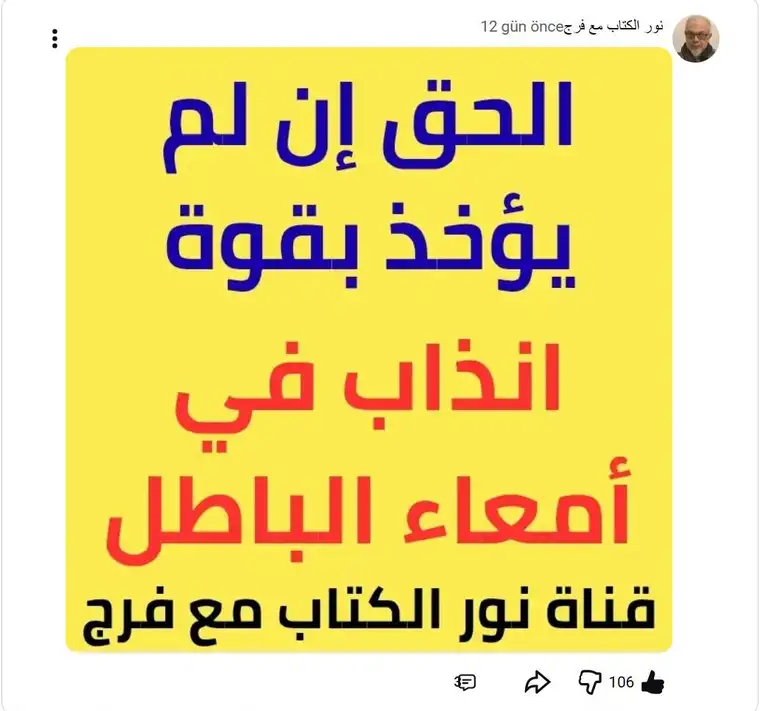 نور الكتاب مع فرج 12 gün önce
الحق إن لم
يؤخذ بقوة
انذاب في
أمعاء الباطل
قناة نور الكتاب مع فرج
106
3